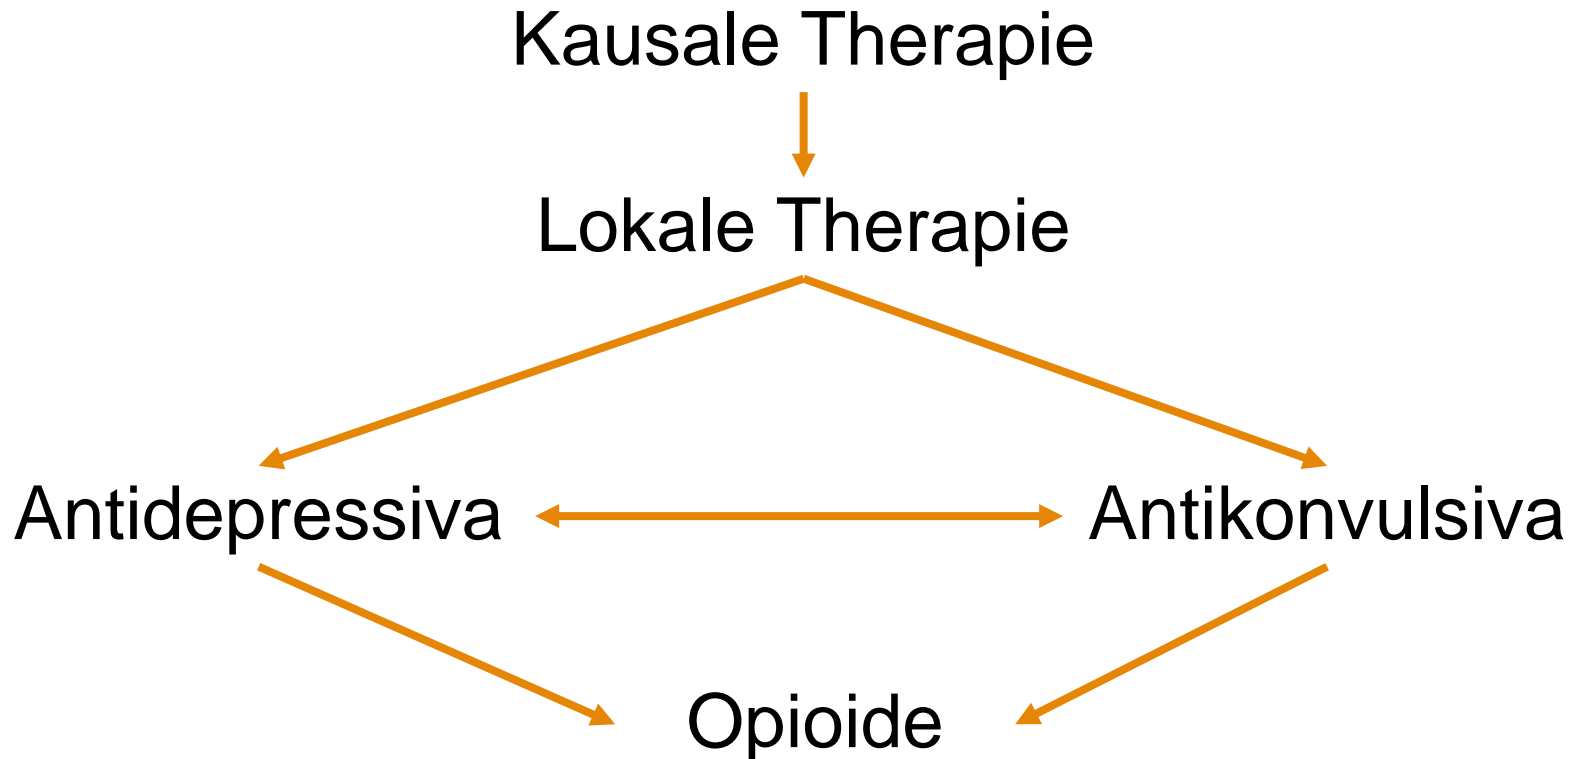 Kausale Therapie
Lokale Therapie
Antidepressiva
Antikonvulsiva
Opioide